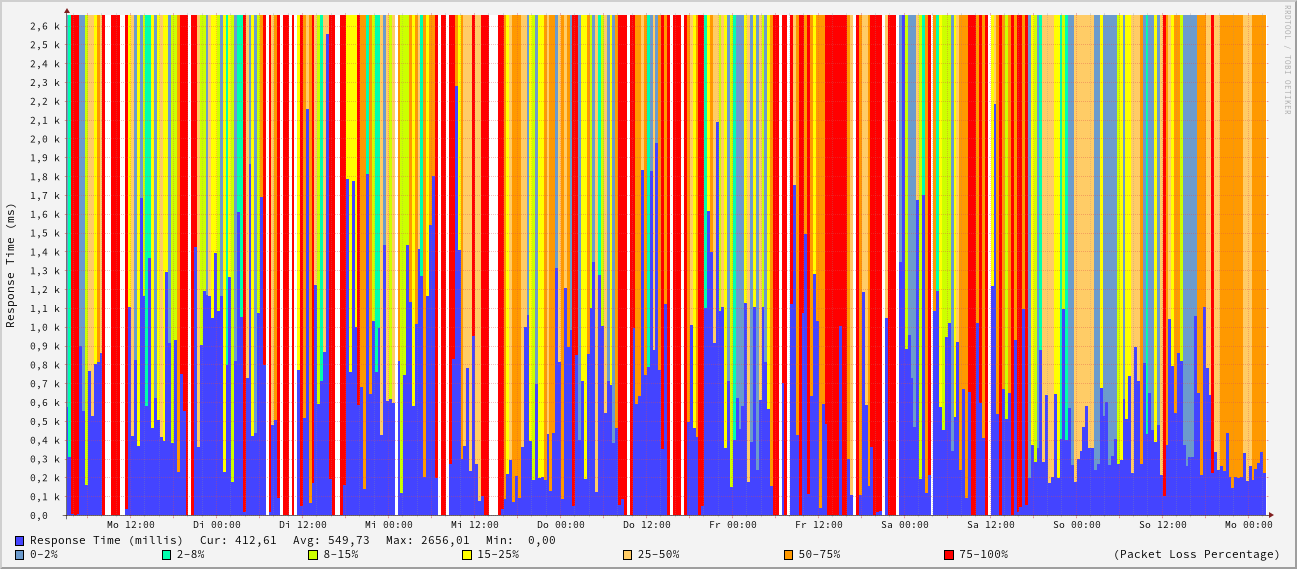 RRDTOOL / TOBI OETIKER
Response Time (ms)
2,6 k
2,5 k
2,4 k
2,3 k
2,2 k
2,1 k
2,0 k
1,9 k
1,8 k
1,7 k
1,6 k
1,5 k
1,4 k
1,3 k
1,2 k
1,1 k
1,0 k
0,9 k
0,8 k
0,7 k
0,6 k
0,5 k
0,4 k
0,3 k
0,2 k
0,1 k
0,0
Mo 12:00 Di 00:00 Di 12:00 Mi 00:00 Mi 12:00 Do 00:00 Do 12:00 Fr 00:00 Fr 12:00 Sa 00:00 Sa 12:00 So 00:00 So 12:00 Mo 00:00
Response Time (millis) Cur: 412,61 Avg: 549,73 Max: 2656,01 Min: 0,00
0-2% 2-8% 8-15% 15-25% 25-50% 50-75% 75-100% (Packet Loss Percentage)